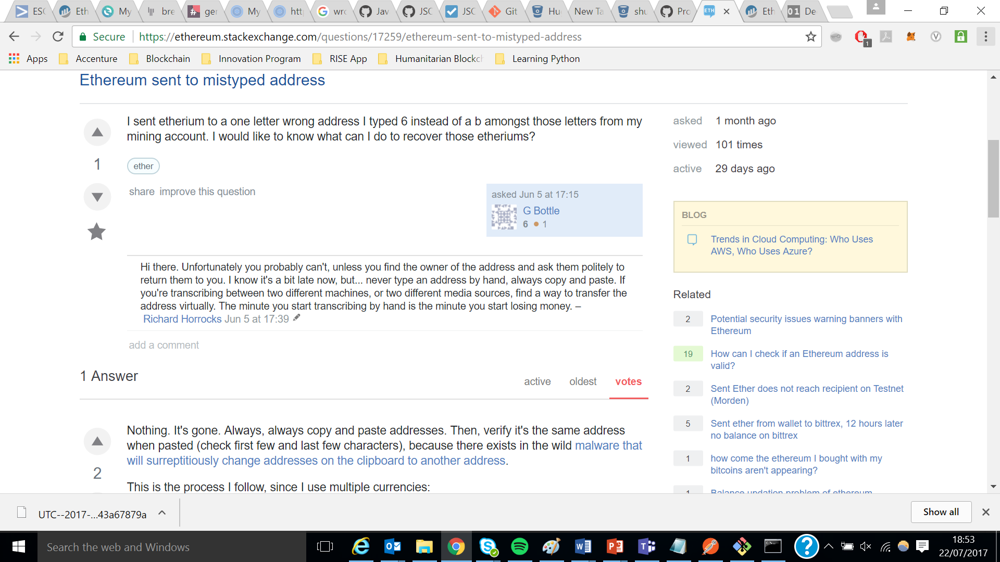 ESC
Eth
My
bre
ger
My
htt
wro
Jav
JSC
JSC
Git
Hu
New Ta
shu
Pro
ETH
Eth
01 De
Secure
https://ethereum.stackexchange.com/questions/17259/ethereum-sent-to-mistyped-address
1
Apps
Accenture
Blockchain
Innovation Program
RISE App
Humanitarian Blockch
Learning Python
Ethereum sent to mistyped address
I sent etherium to a one letter wrong address I typed 6 instead of a b amongst those letters from my
mining account. I would like to know what can I do to recover those etheriums?
1
ether
share improve this question
asked Jun 5 at 17:15
G Bottle
6 ● 1
Hi there. Unfortunately you probably can't, unless you find the owner of the address and ask them politely to
return them to you. I know it's a bit late now, but... never type an address by hand, always copy and paste. If
you're transcribing between two different machines, or two different media sources, find a way to transfer the
address virtually. The minute you start transcribing by hand is the minute you start losing money. –
Richard Horrocks Jun 5 at 17:39
add a comment
1 Answer
active oldest votes
Nothing. It's gone. Always, always copy and paste addresses. Then, verify it's the same address
when pasted (check first few and last few characters), because there exists in the wild malware that
will surreptitiously change addresses on the clipboard to another address.
2
This is the process I follow, since I use multiple currencies:
asked 1 month ago
viewed 101 times
active 29 days ago
BLOG
Trends in Cloud Computing: Who Uses
AWS, Who Uses Azure?
Related
2 Potential security issues warning banners with
Ethereum
19 How can I check if an Ethereum address is
valid?
2 Sent Ether does not reach recipient on Testnet
(Morden)
5 Sent ether from wallet to bittrex, 12 hours later
no balance on bittrex
1 how come the ethereum I bought with my
bitcoins aren't appearing?
1 Balance updation problem of ethereum
UTC--2017-...43a67879a
Show all
Search the web and Windows
18:53
22/07/2017